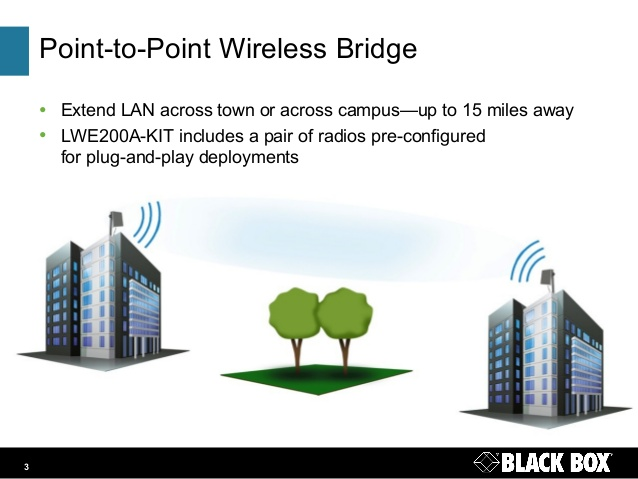 Point-to-Point Wireless Bridge
• Extend LAN across town or across campus—up to 15 miles away
• LWE200A-KIT includes a pair of radios pre-configured
for plug-and-play deployments
3
BLACK BOX